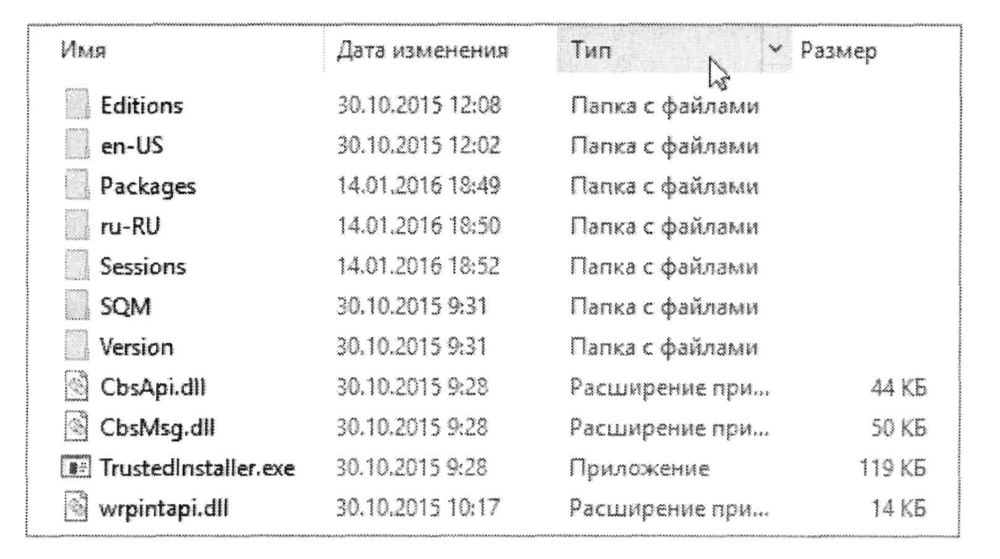 Имя Дата изменения Тип Размер
Editions 30.10.2015 12:08 Папка с файлами
en-US 30.10.2015 12:02 Папка с файлами
Packages 14.01.2016 18:49 Папка с файлами
ru-RU 14.01.2016 18:50 Папка с файлами
Sessions 14.01.2016 18:52 Папка с файлами
SQM 30.10.2015 9:31 Папка с файлами
Version 30.10.2015 9:31 Папка с файлами
CbsApi.dll 30.10.2015 9:28 Расширение при... 44 КБ
CbsMsg.dll 30.10.2015 9:28 Расширение при... 50 КБ
TrustedInstaller.exe 30.10.2015 9:28 Приложение 119 КБ
wrpintapi.dll 30.10.2015 10:17 Расширение при... 14 КБ